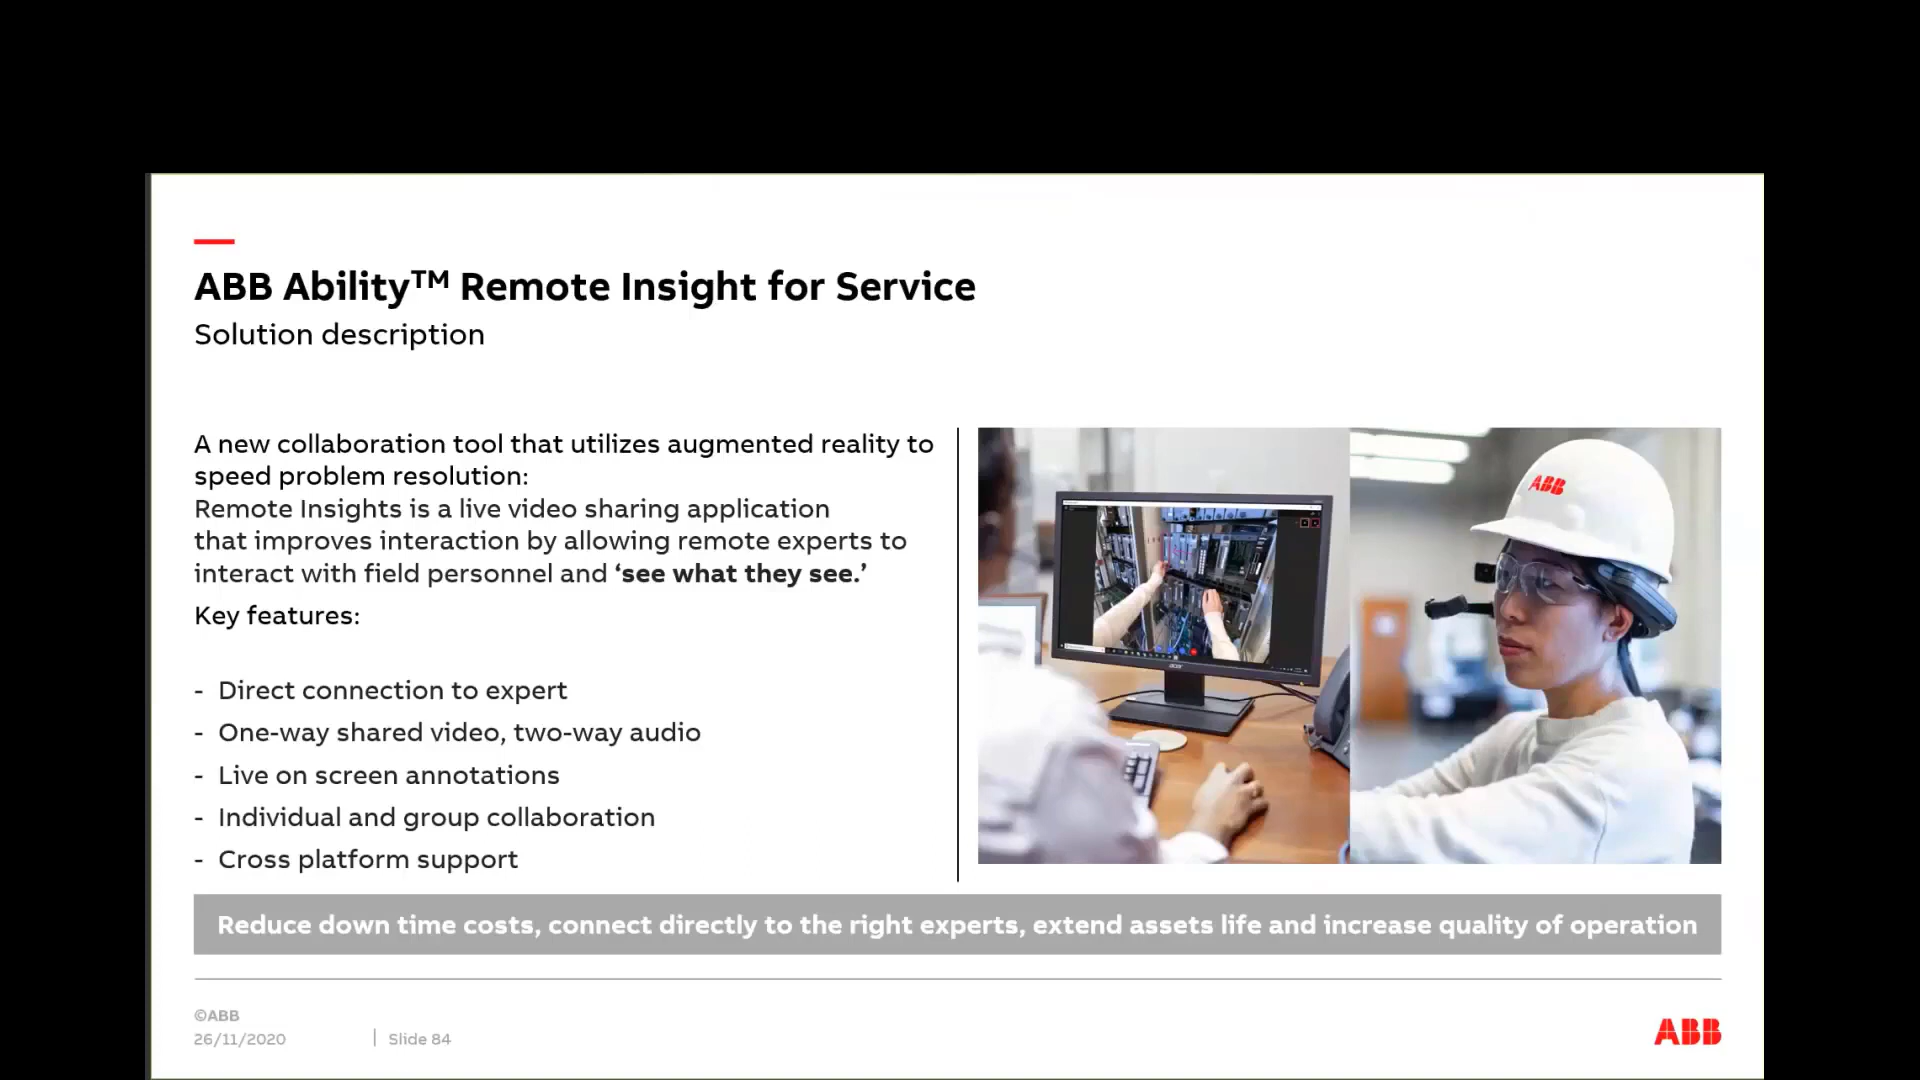 ABB Ability™ Remote Insight for Service
Solution description
A new collaboration tool that utilizes augmented reality to
speed problem resolution:
Remote Insights is a live video sharing application
that improves interaction by allowing remote experts to
interact with field personnel and ‘see what they see.’
Key features:
- Direct connection to expert
- One-way shared video, two-way audio
- Live on screen annotations
- Individual and group collaboration
- Cross platform support
ABB
acer
Reduce down time costs, connect directly to the right experts, extend assets life and increase quality of operation
©ABB
26/11/2020 | Slide 84
ABB